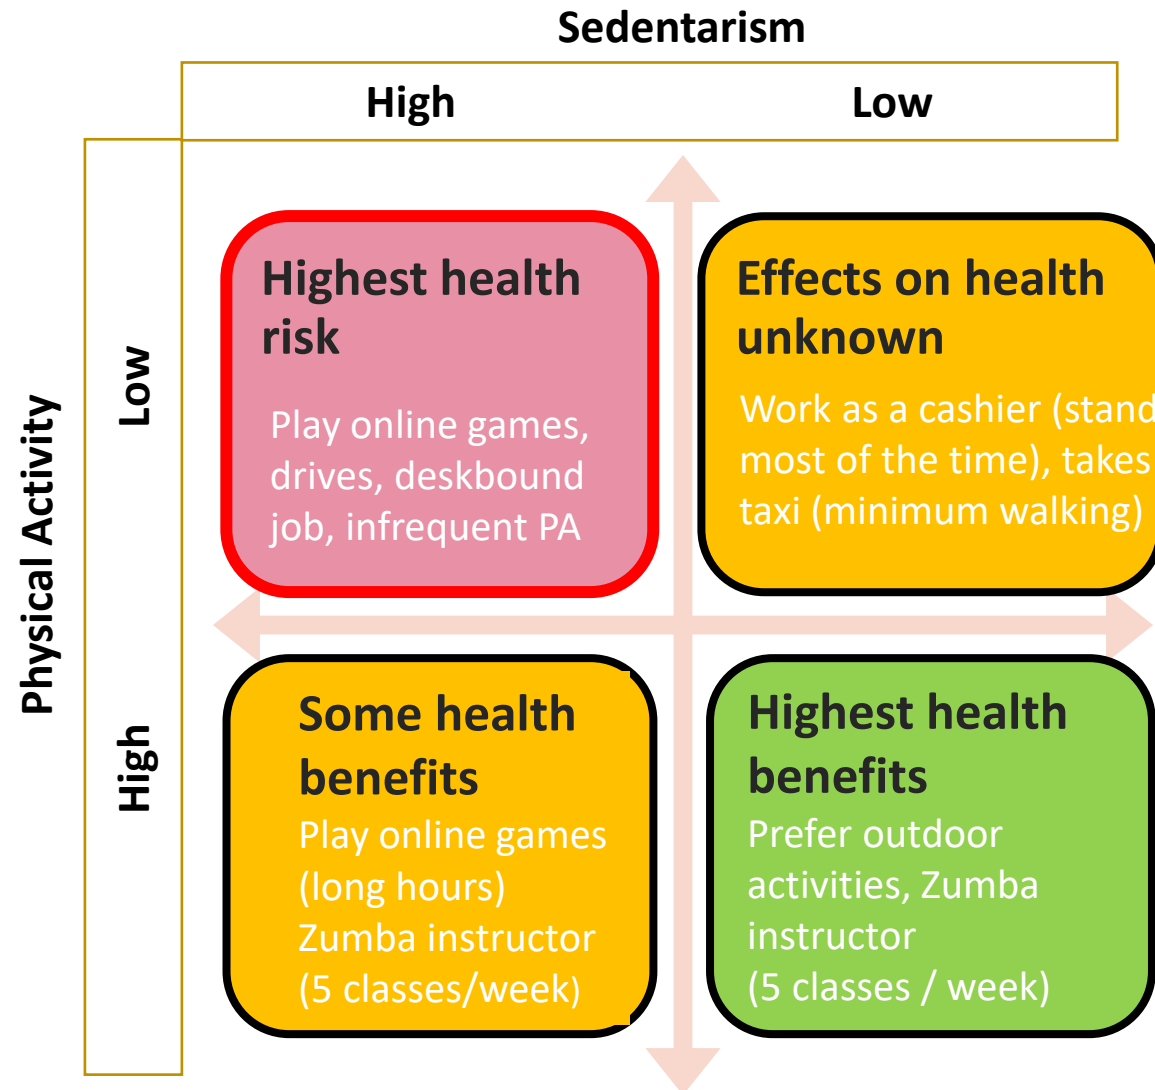 Sedentarism
High
Low
Physical Activity
Low
High
Highest health
risk
Play online games,
drives, deskbound
job, infrequent PA
Effects on health
unknown
Work as a cashier (stand
most of the time), takes
taxi (minimum walking)
Some health
benefits
Play online games
(long hours)
Zumba instructor
(5 classes/week)
Highest health
benefits
Prefer outdoor
activities, Zumba
instructor
(5 classes / week)